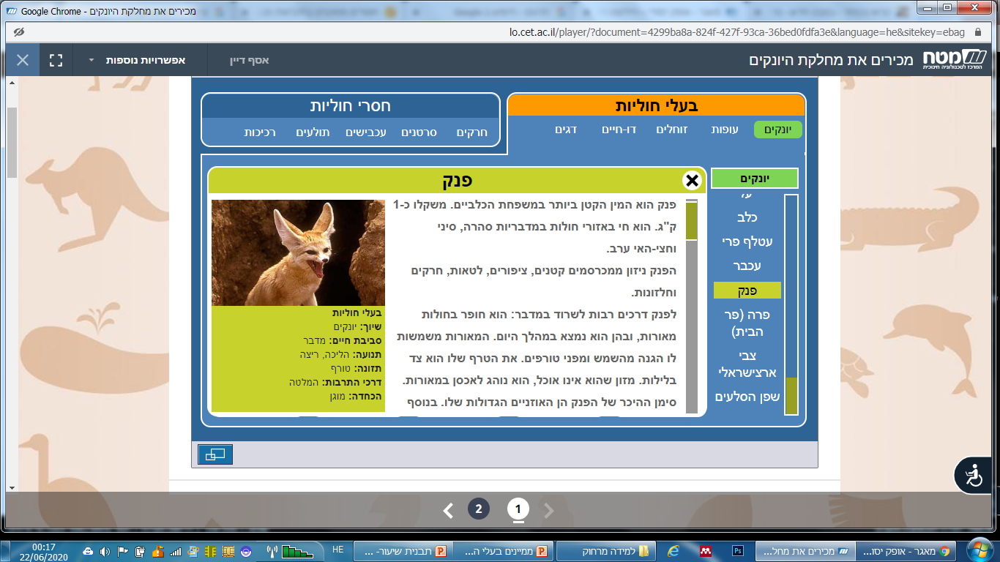 מכירים את מחלקת היונקים - Google Chrome
lo.cet.ac.il/player/?document=4299ba8a-824f-427f-93ca-36bed0fdfa3e&language=he&sitekey=ebag
מטח
המרכז לטכנולוגיה חינוכית
מכירים את מחלקת היונקים
אסף דיין
אפשרויות נוספות
בעלי חוליות
יונקים עופות זוחלים דו-חיים דגים
חסרי חוליות
חרקים סרטנים עכבישים תולעים רכיכות
יונקים
כלב
עטלף פרי
עכבר
פנק
פרה (פר
הבית)
צבי
ארצישראלי
שפן הסלעים
פנק
פנק הוא המין הקטן ביותר במשפחת הכלביים. משקלו כ-1
ק"ג. הוא חי באזורי חולות במדבריות סהרה, סיני
וחצי-האי ערב.
הפנק ניזון ממכרסמים קטנים, ציפורים, לטאות, חרקים
וחלזונות.
לפנק דרכים רבות לשרוד במדבר: הוא חופר בחולות
מאורות, ובהן הוא נמצא במהלך היום. המאורות משמשות
לו הגנה מהשמש ומפני טורפים. את הטרף שלו הוא צד
בלילות. מזון שהוא אינו אוכל, הוא נוהג לאכסן במאורות.
סימן ההיכר של הפנק הן האוזניים הגדולות שלו. בנוסף
בעלי חוליות
שיוך: יונקים
סביבת חיים: מדבר
תנועה: הליכה, ריצה
תזונה: טורף
דרכי התרבות: המלטה
הכחדה: מוגן
1 2
מאגר - אופק יסו...
מכירים את מחל...
Ps
למידה מרחוק
ממיינים בעלי ה...
תבנית שיעור- ...
HE
00:17
22/06/2020